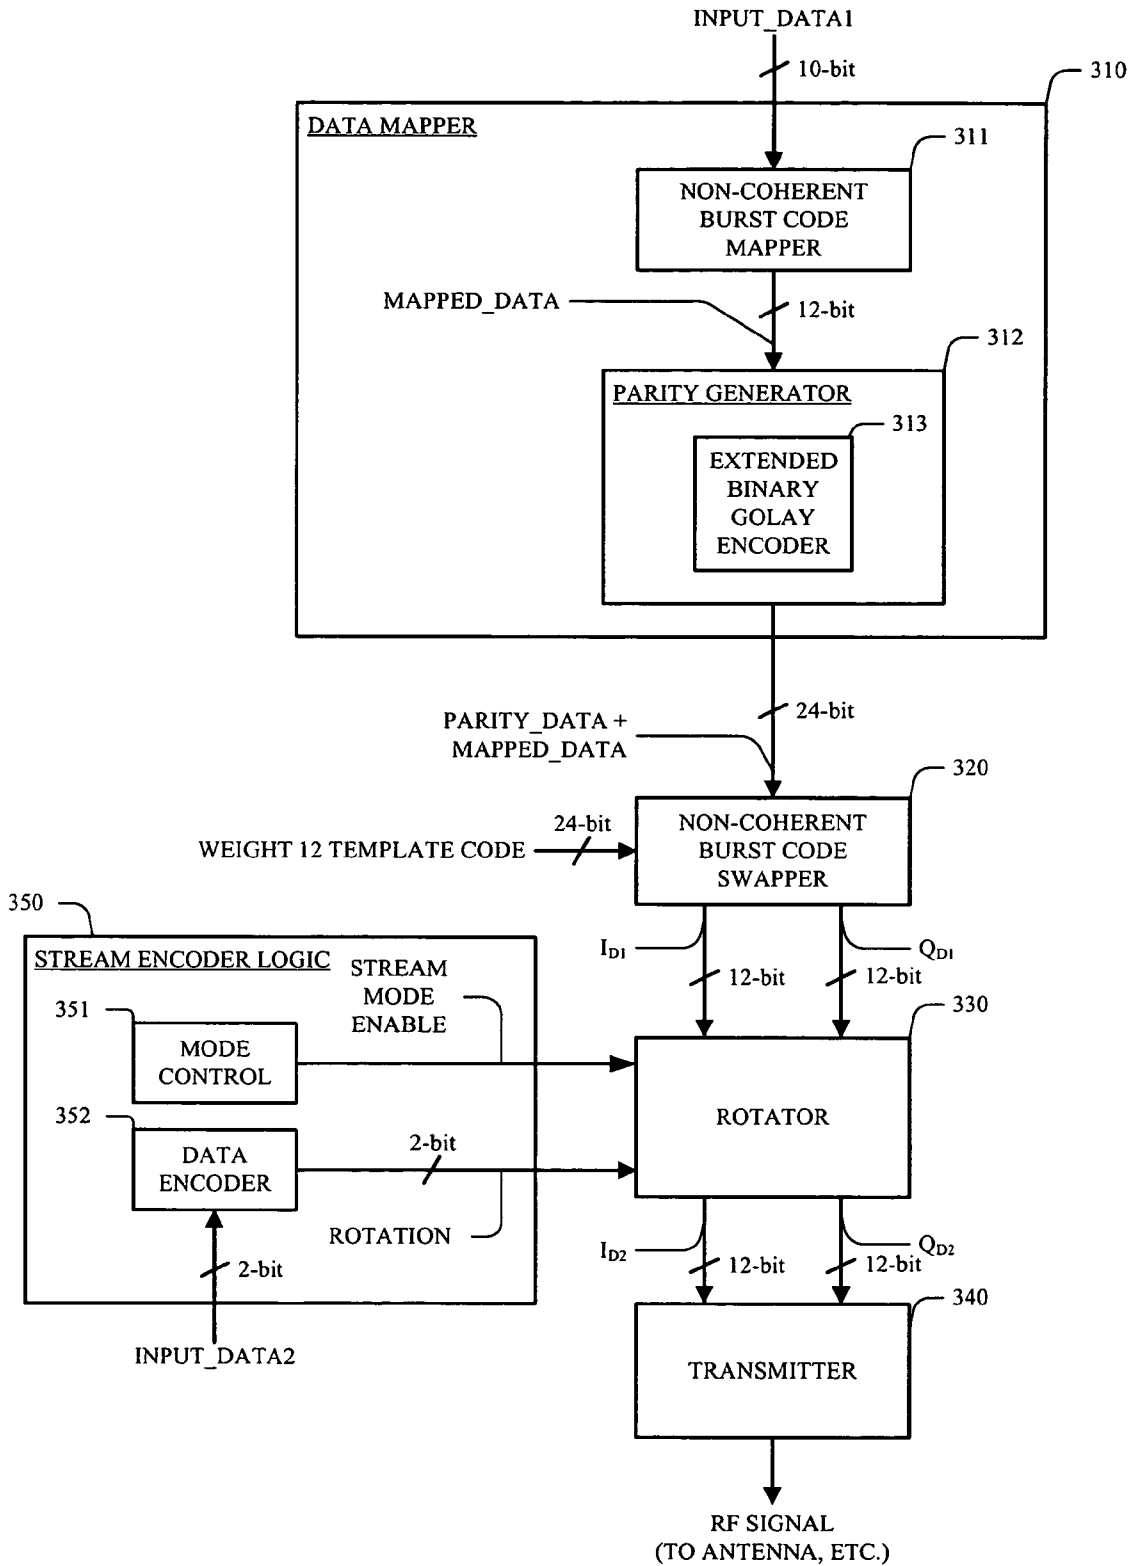 INPUT_DATA1
10-bit
310
DATA MAPPER
311
NON-COHERENT
BURST CODE
MAPPER
MAPPED_DATA
12-bit
312
PARITY GENERATOR
313
EXTENDED
BINARY
GOLAY
ENCODER
24-bit
PARITY_DATA +
MAPPED_DATA
320
24-bit
WEIGHT 12 TEMPLATE CODE
NON-COHERENT
BURST CODE
SWAPPER
350
STREAM ENCODER LOGIC
STREAM
MODE
ENABLE
I_D1
Q_D1
12-bit
12-bit
351
330
MODE
CONTROL
352
ROTATOR
2-bit
DATA
ENCODER
ROTATION
I_D2
Q_D2
2-bit
12-bit
12-bit
340
INPUT_DATA2
TRANSMITTER
RF SIGNAL
(TO ANTENNA, ETC.)